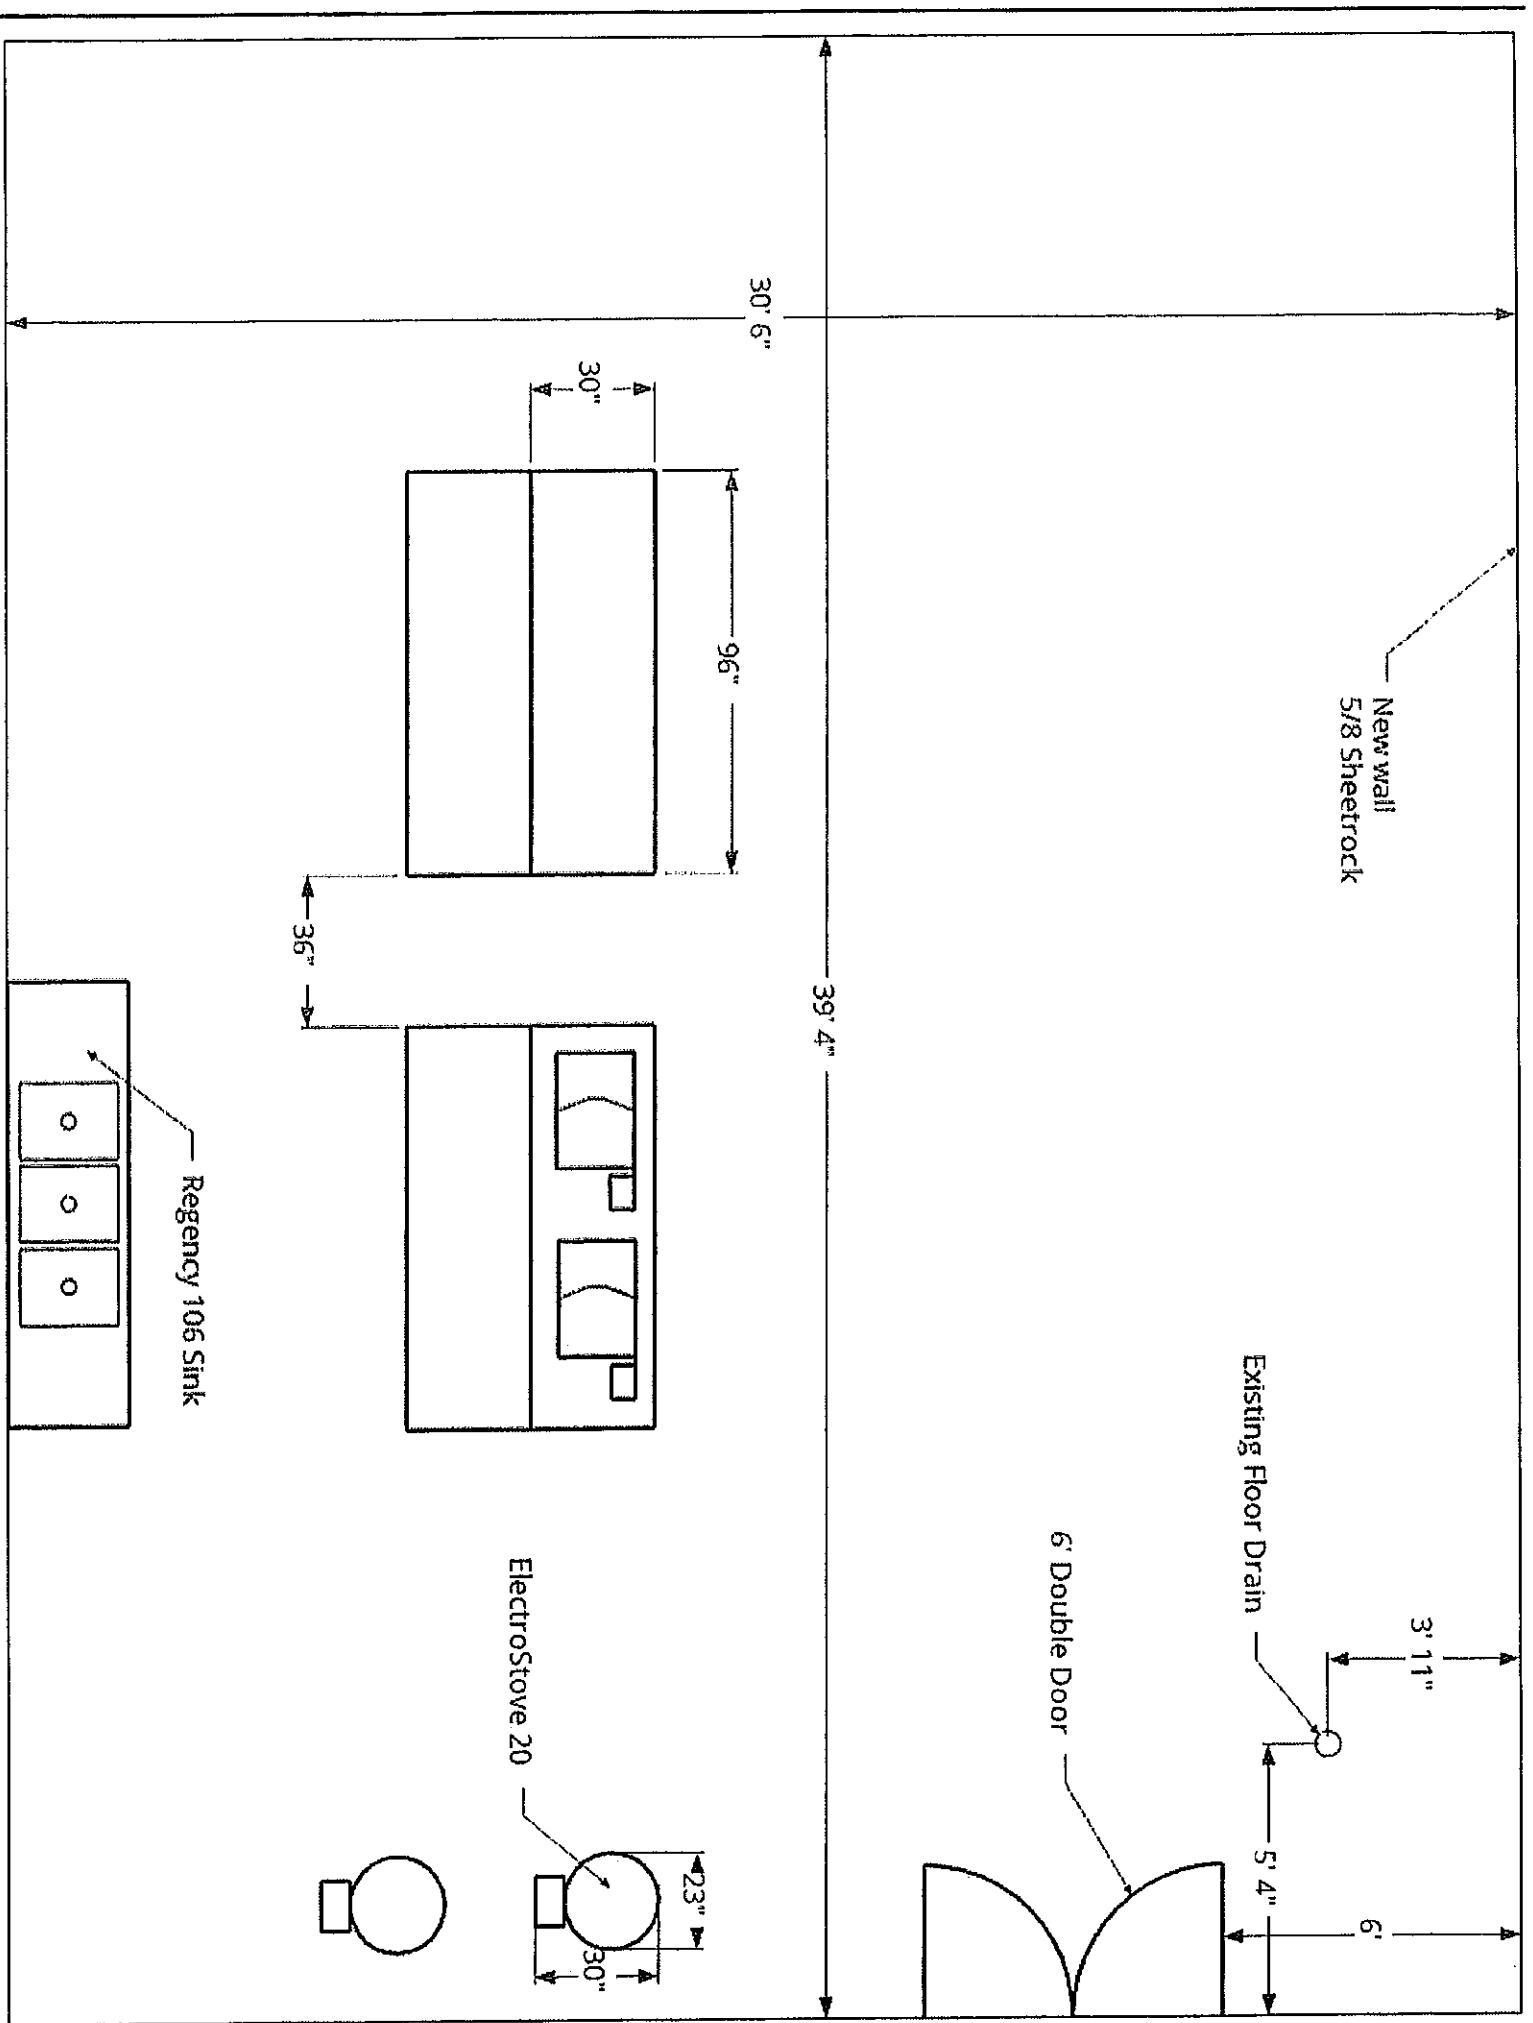 New wall
5/8 Sheetrock
3' 11"
Existing Floor Drain
5' 4"
6'
6' Double Door
39' 4"
30' 6"
96"
30"
23"
30"
ElectroStove 20
36"
Regency 106 Sink